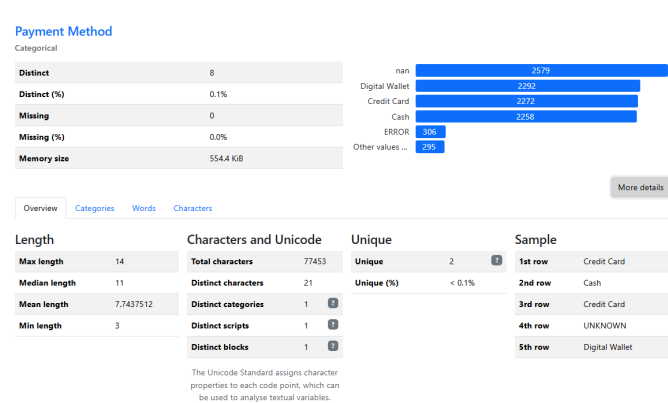 Payment Method
Categorical
Distinct 8
Distinct (%) 0.1%
Missing 0
Missing (%) 0.0%
Memory size 554.4 KiB
nan 2579
Digital Wallet 2292
Credit Card 2272
Cash 2258
ERROR 306
Other values ... 295
More details
Overview Categories Words Characters
Length
Max length 14
Median length 11
Mean length 7.7437512
Min length 3
Characters and Unicode
Total characters 77453
Distinct characters 21
Distinct categories 1 ?
Distinct scripts 1 ?
Distinct blocks 1 ?
The Unicode Standard assigns character
properties to each code point, which can
be used to analyse textual variables.
Unique
Unique 2 ?
Unique (%) < 0.1%
Sample
1st row Credit Card
2nd row Cash
3rd row Credit Card
4th row UNKNOWN
5th row Digital Wallet